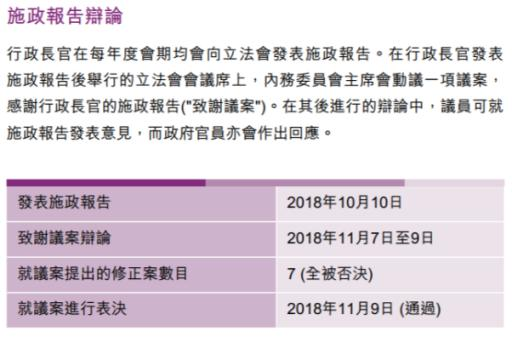 施政報告辯論
行政長官在每年度會期均會向立法會發表施政報告。在行政長官發表
施政報告後舉行的立法會會議席上，內務委員會主席會動議一項議案，
感謝行政長官的施政報告("致謝議案")。在其後進行的辯論中，議員可就
施政報告發表意見，而政府官員亦會作出回應。
發表施政報告 2018年10月10日
致謝議案辯論 2018年11月7日至9日
就議案提出的修正案數目 7 (全被否決)
就議案進行表決 2018年11月9日 (通過)